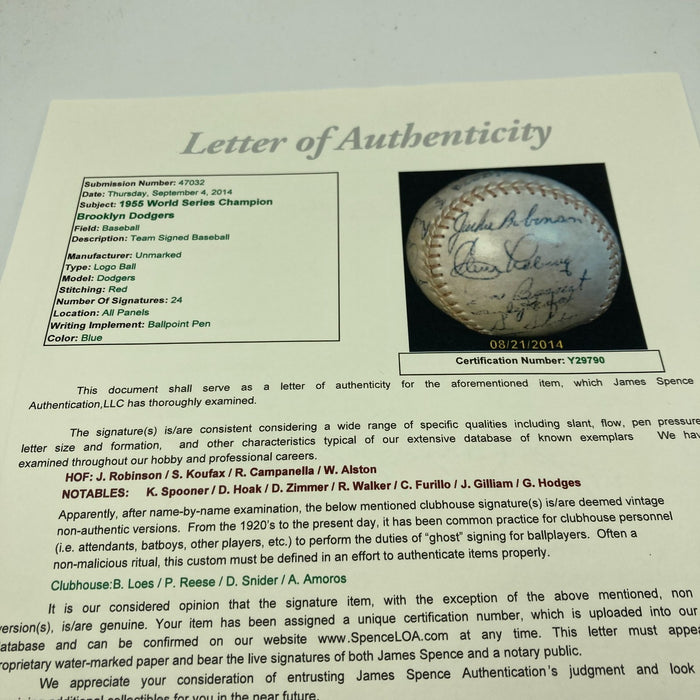 Letter of Authenticity
Submission Number: 47032
Date: Thursday, September 4, 2014
Subject: 1955 World Series Champion
Brooklyn Dodgers
Field: Baseball
Description: Team Signed Baseball
Manufacturer: Unmarked
Type: Logo Ball
Model: Dodgers
Stitching: Red
Number Of Signatures: 24
Location: All Panels
Writing Implement: Ballpoint Pen
Color: Blue
Jackie Robinson
08/21/2014
Certification Number: Y29790
This document shall serve as a letter of authenticity for the aforementioned item, which James Spence
Authentication,LLC has thoroughly examined.
The signature(s) is/are consistent considering a wide range of specific qualities including slant, flow, pen pressure
letter size and formation, and other characteristics typical of our extensive database of known exemplars We hav
examined throughout our hobby and professional careers.
HOF: J. Robinson / S. Koufax / R. Campanella / W. Alston
NOTABLES: K. Spooner / D. Hoak / D. Zimmer / R. Walker / C. Furillo / J. Gilliam / G. Hodges
Apparently, after name-by-name examination, the below mentioned clubhouse signature(s) is/are deemed vintage
non-authentic versions. From the 1920's to the present day, it has been common practice for clubhouse personnel
(i.e. attendants, batboys, other players, etc.) to perform the duties of "ghost" signing for ballplayers. Often a
non-malicious ritual, this custom must be defined in an effort to authenticate items properly.
Clubhouse:B. Loes / P. Reese / D. Snider / A. Amoros
It is our considered opinion that the signature item, with the exception of the above mentioned, non
version(s), is/are genuine. Your item has been assigned a unique certification number, which is uploaded into our
database and can be confirmed on our website www.SpenceLOA.com at any time. This letter must appea
roprietary water-marked paper and bear the live signatures of both James Spence and a notary public.
We appreciate your consideration of entrusting James Spence Authentication's judgment and look
additional collectibles for you in the near future.